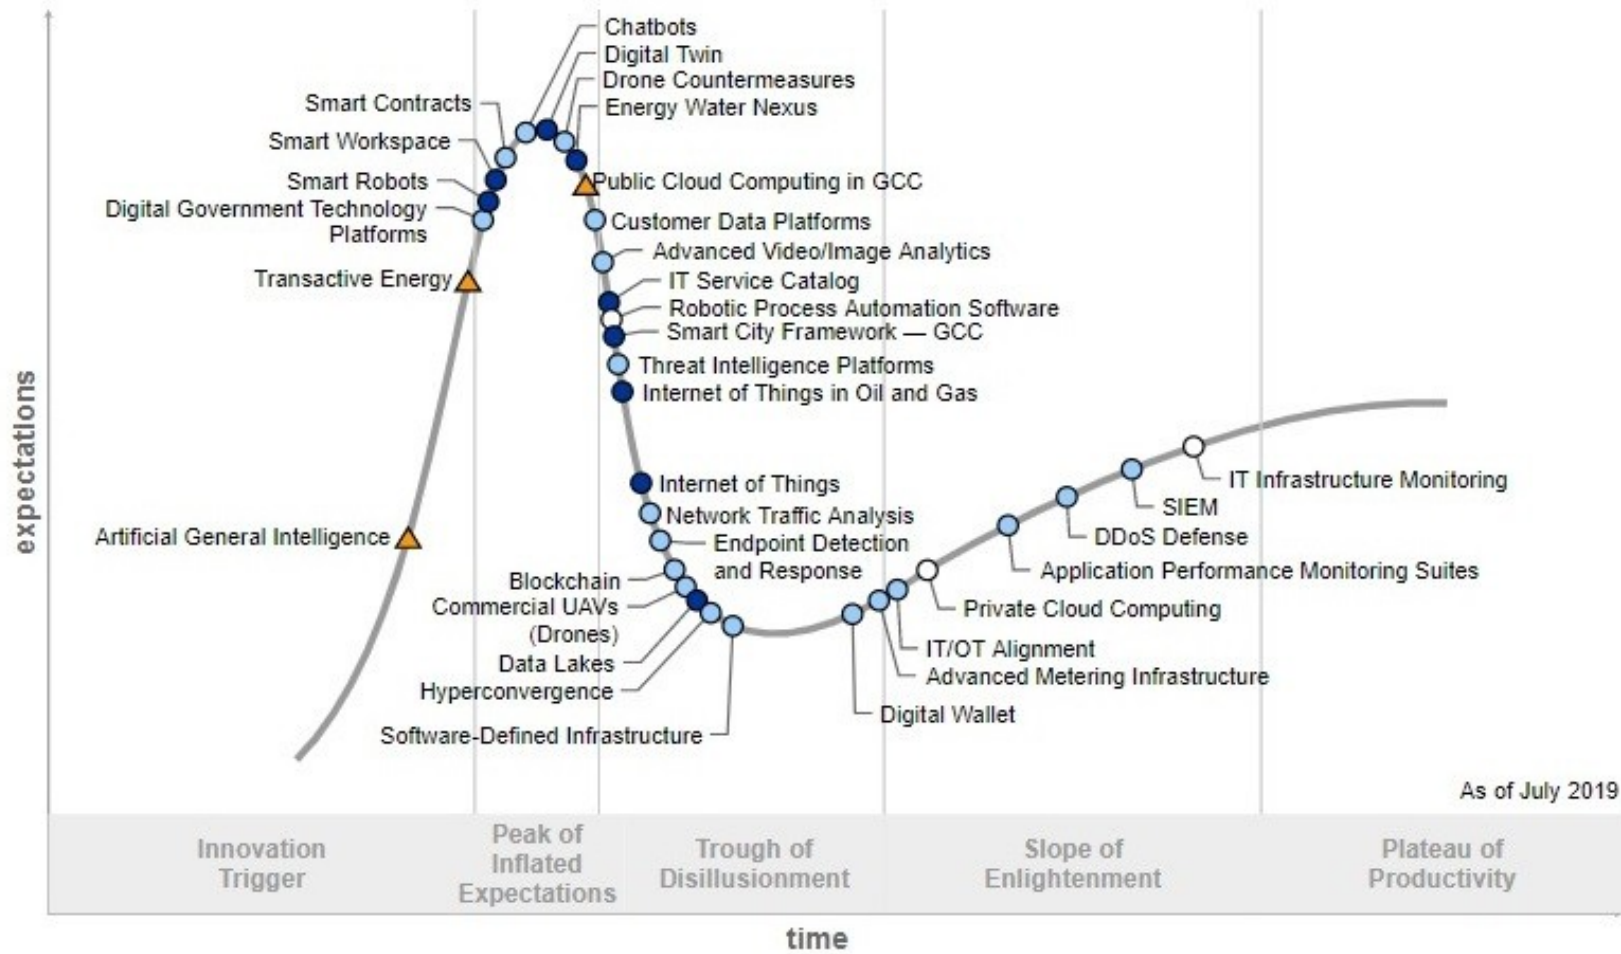 Chatbots
Digital Twin
Drone Countermeasures
Energy Water Nexus
Smart Contracts
Smart Workspace
Smart Robots
Digital Government Technology
Platforms
Transactive Energy
Artificial General Intelligence
Public Cloud Computing in GCC
Customer Data Platforms
Advanced Video/Image Analytics
IT Service Catalog
Robotic Process Automation Software
Smart City Framework — GCC
Threat Intelligence Platforms
Internet of Things in Oil and Gas
Internet of Things
Network Traffic Analysis
Endpoint Detection
and Response
Blockchain
Commercial UAVs
(Drones)
Data Lakes
Hyperconvergence
Software-Defined Infrastructure
IT Infrastructure Monitoring
SIEM
DDoS Defense
Application Performance Monitoring Suites
Private Cloud Computing
IT/OT Alignment
Advanced Metering Infrastructure
Digital Wallet
expectations
As of July 2019
Innovation
Trigger
Peak of
Inflated
Expectations
Trough of
Disillusionment
Slope of
Enlightenment
Plateau of
Productivity
time